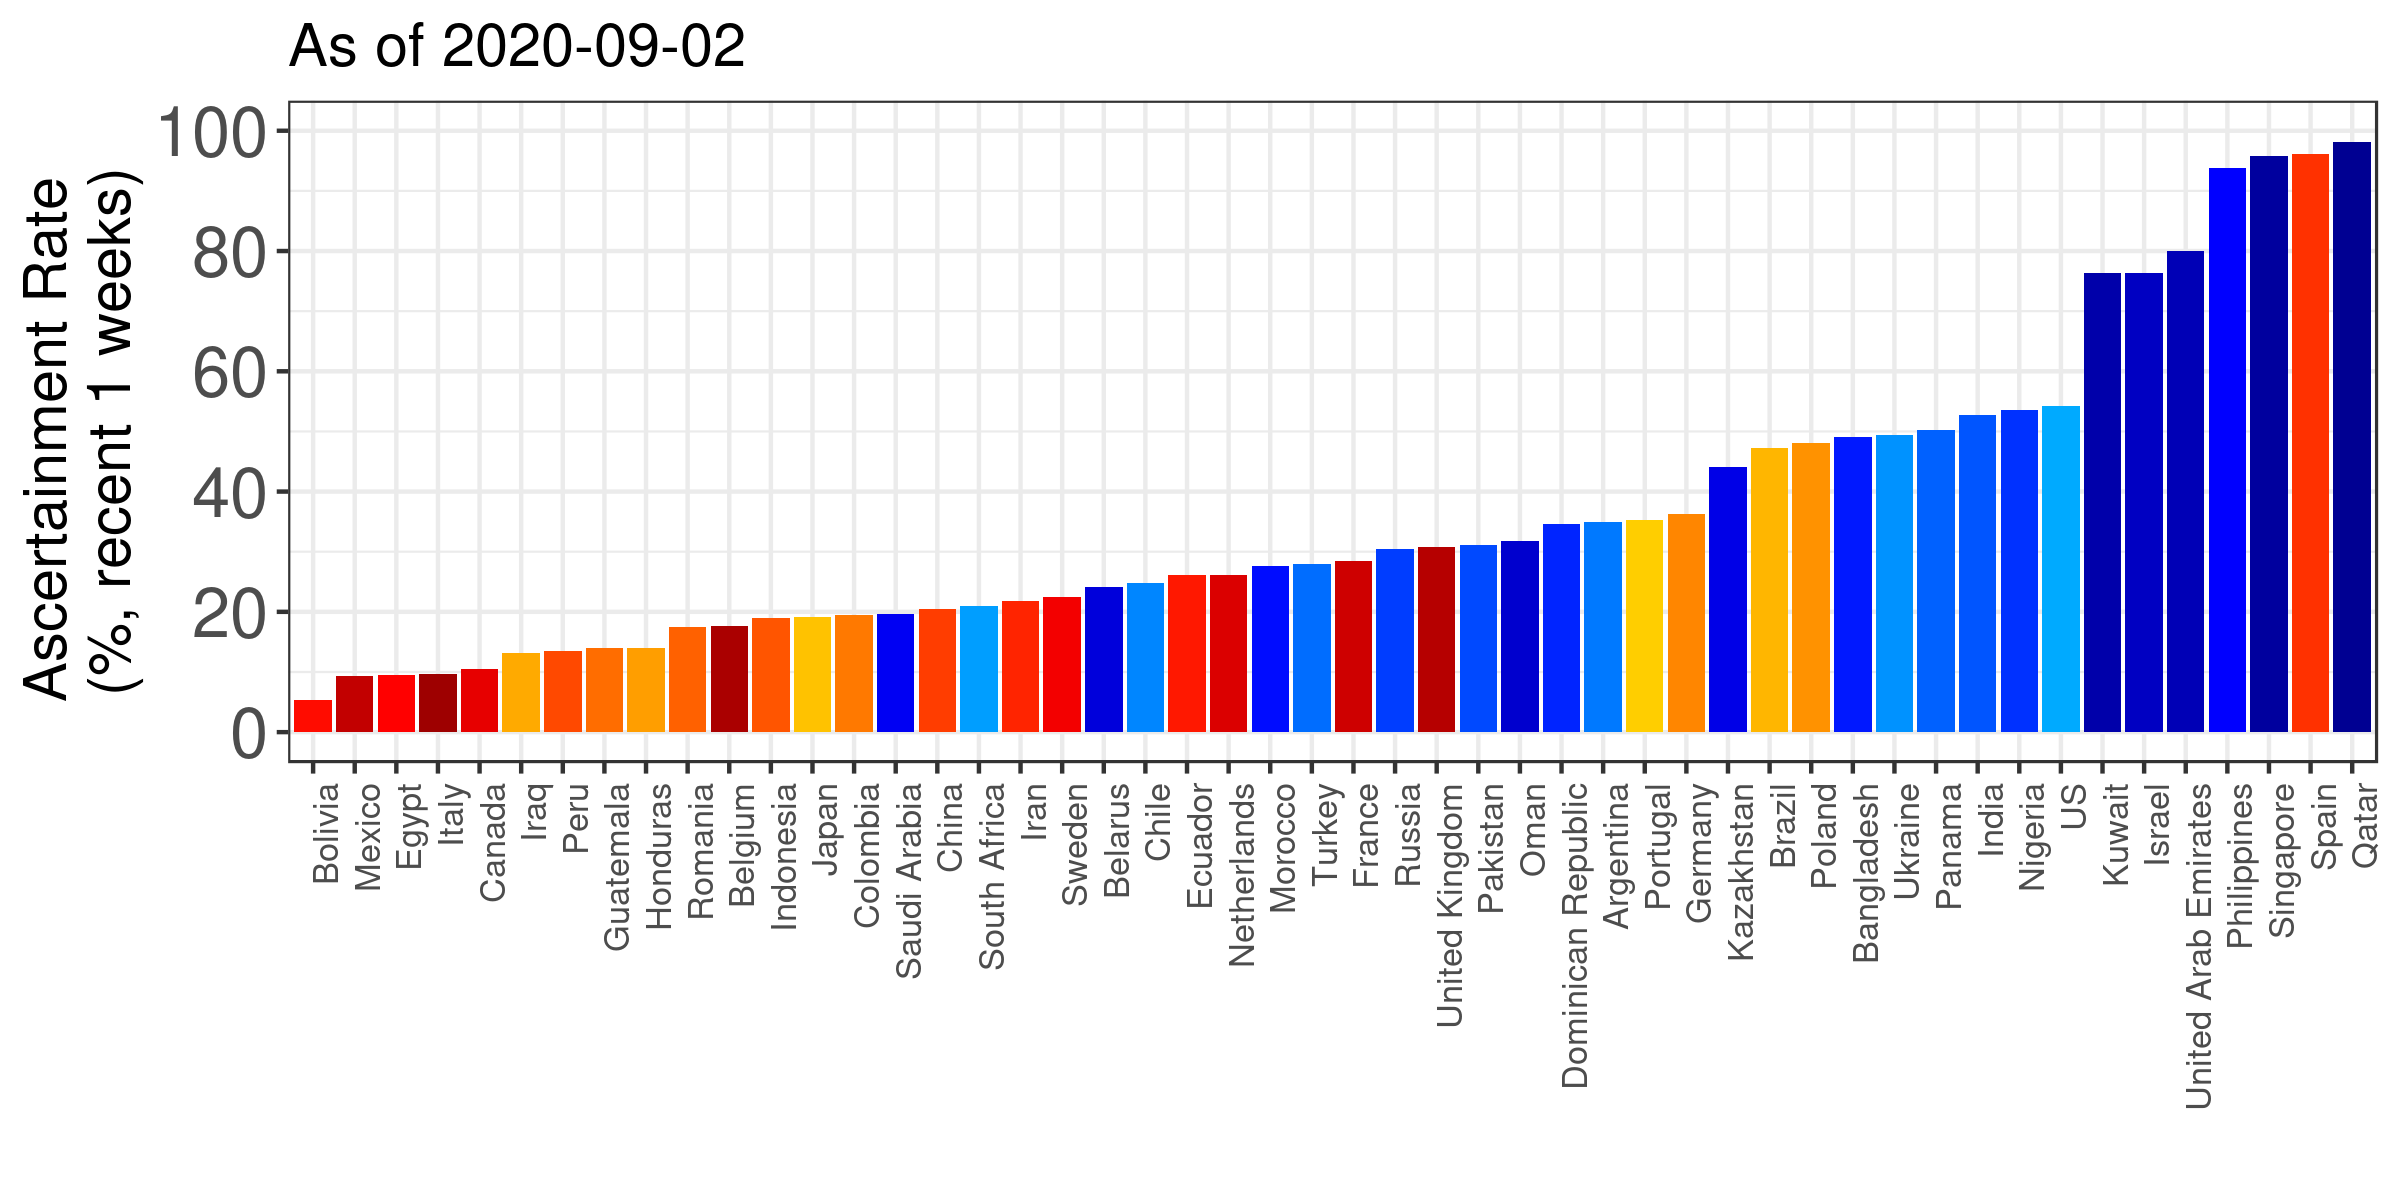 As of 2020-09-02
Ascertainment Rate
(%, recent 1 weeks)
100
80
60
40
20
0
Bolivia
Mexico
Egypt
Italy
Canada
Iraq
Peru
Guatemala
Honduras
Romania
Belgium
Indonesia
Japan
Colombia
Saudi Arabia
China
South Africa
Iran
Sweden
Belarus
Chile
Ecuador
Netherlands
Morocco
Turkey
France
Russia
United Kingdom
Pakistan
Oman
Dominican Republic
Argentina
Portugal
Germany
Kazakhstan
Brazil
Poland
Bangladesh
Ukraine
Panama
India
Nigeria
US
Kuwait
Israel
United Arab Emirates
Philippines
Singapore
Spain
Qatar